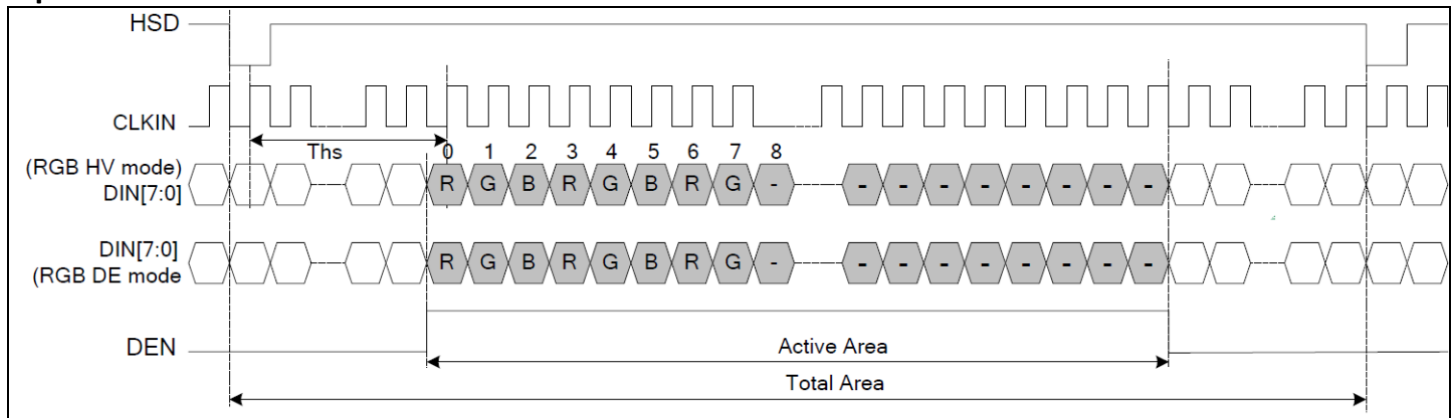 HSD
CLKIN
Ths
0 1 2 3 4 5 6 7 8
(RGB HV mode)
DIN[7:0]
R G B R G B R G - - - - - - - - -
DIN[7:0]
(RGB DE mode
R G B R G B R G - - - - - - - - -
DEN
Active Area
Total Area